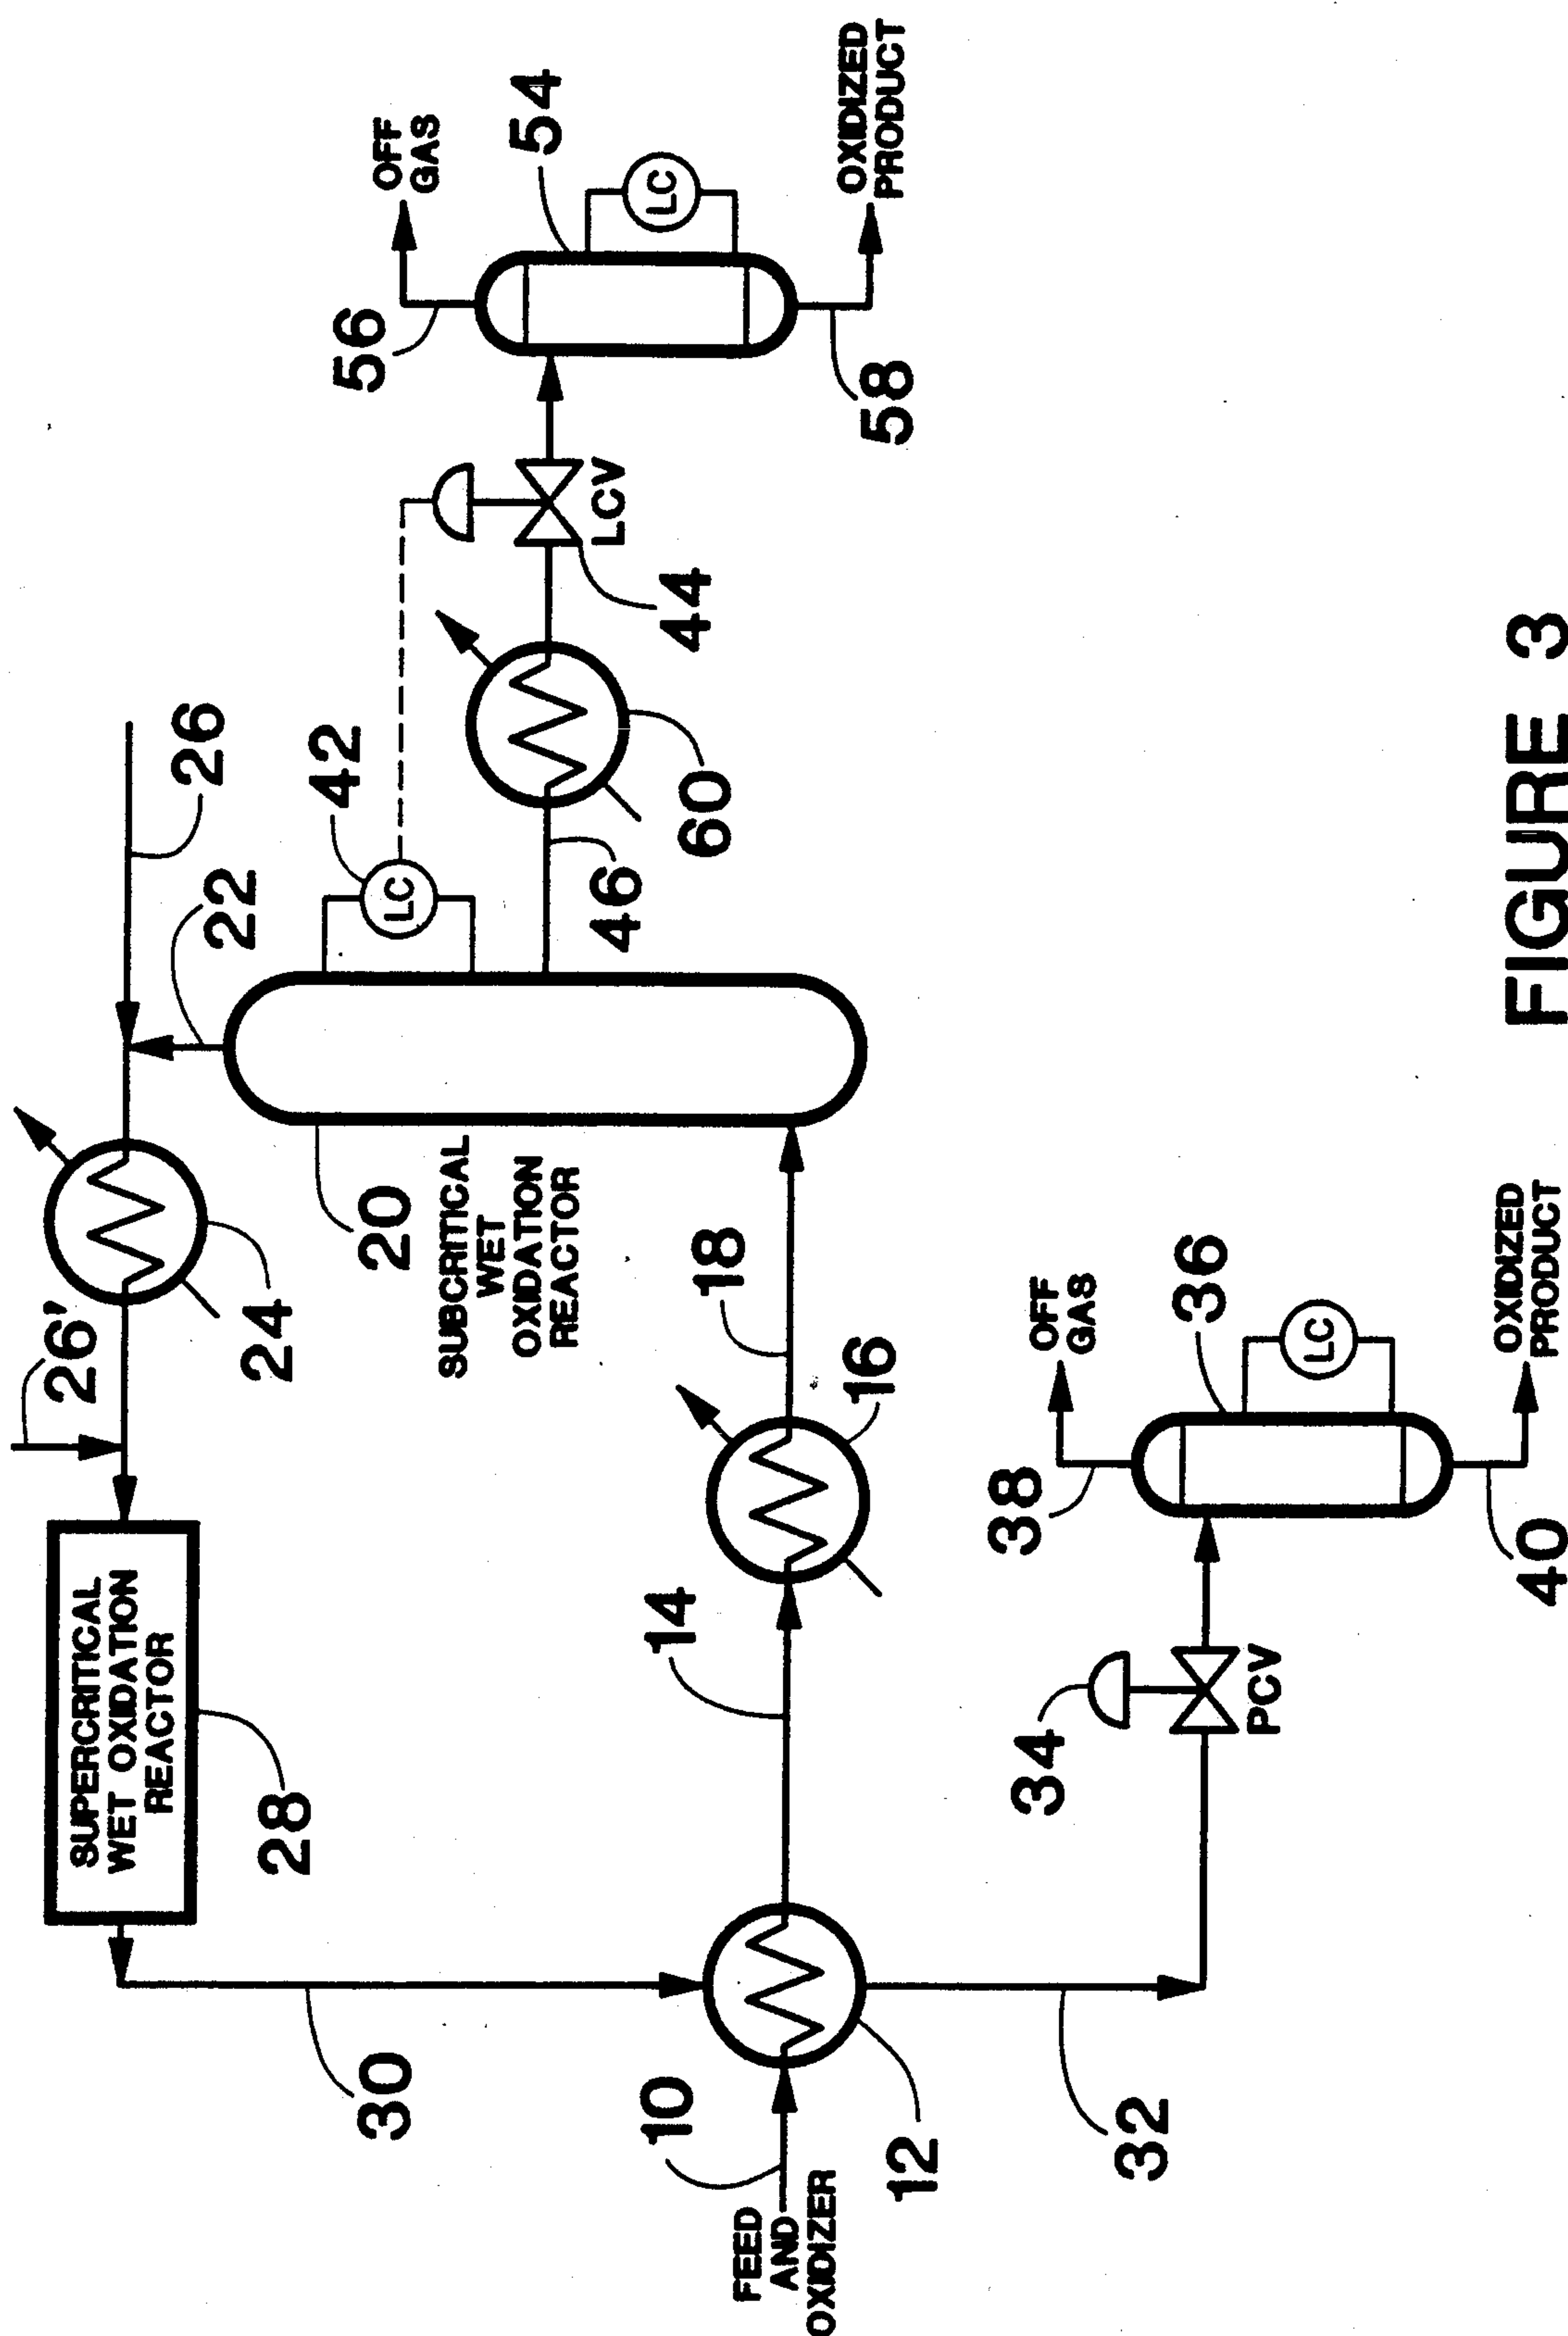 26'
26
SUPERCRITICAL
WET OXIDATION
REACTOR
24
22
28
42
LC
56
OFF
GAS
20
30
SUBCRITICAL
WET
OXIDATION
REACTOR
46
60
LCV
44
54
LC
10
14
18
16
58
OXIDIZED
PRODUCT
FEED
AND
OXIDIZER
12
34
38
OFF
GAS
32
PCV
36
LC
40
OXIDIZED
PRODUCT
FIGURE 3